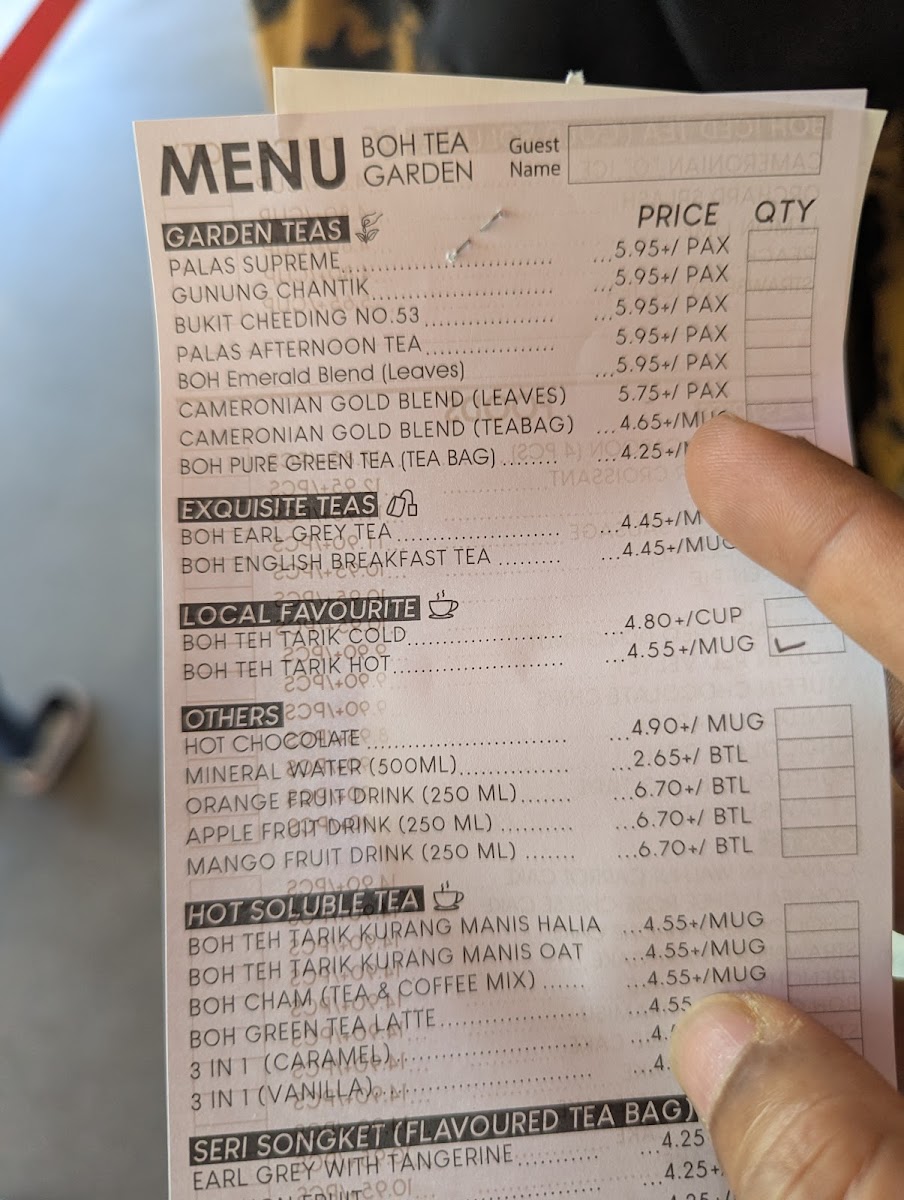 MENU BOH TEA GARDEN Guest Name
PRICE QTY
GARDEN TEAS
PALAS SUPREME ...5.95+/ PAX
GUNUNG CHANTIK ...5.95+/ PAX
BUKIT CHEEDING NO.53 ...5.95+/ PAX
PALAS AFTERNOON TEA ...5.95+/ PAX
BOH Emerald Blend (Leaves) ...5.95+/ PAX
CAMERONIAN GOLD BLEND (LEAVES) 5.75+/ PAX
CAMERONIAN GOLD BLEND (TEABAG) ...4.65+/MUG
BOH PURE GREEN TEA (TEA BAG) ........ ...4.25+/
EXQUISITE TEAS
BOH EARL GREY TEA ...4.45+/M
BOH ENGLISH BREAKFAST TEA ......... ...4.45+/MUG
LOCAL FAVOURITE
BOH TEH TARIK COLD ...4.80+/CUP
BOH TEH TARIK HOT ...4.55+/MUG
OTHERS
HOT CHOCOLATE ...4.90+/ MUG
MINERAL WATER (500ML) ...2.65+/ BTL
ORANGE FRUIT DRINK (250 ML) ...6.70+/ BTL
APPLE FRUIT DRINK (250 ML) ...6.70+/ BTL
MANGO FRUIT DRINK (250 ML) ...6.70+/ BTL
HOT SOLUBLE TEA
BOH TEH TARIK KURANG MANIS HALIA ...4.55+/MUG
BOH TEH TARIK KURANG MANIS OAT ...4.55+/MUG
BOH CHAM (TEA & COFFEE MIX) ...... ...4.55+/MUG
BOH GREEN TEA LATTE ...4.55
3 IN 1 (CARAMEL) ...4.
3 IN 1 (VANILLA) ...4.
SERI SONGKET (FLAVOURED TEA BAG)
EARL GREY WITH TANGERINE ...4.25
FRUIT ...4.25+